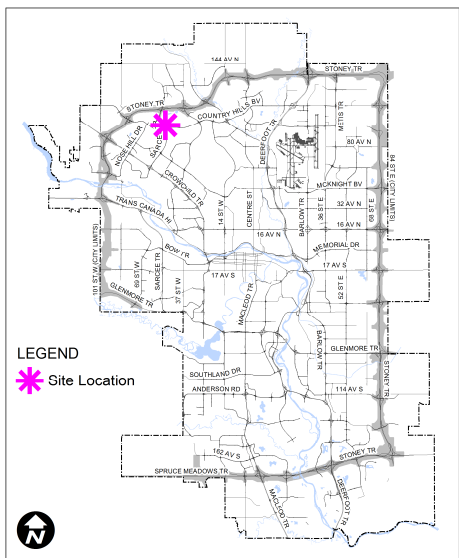 144 AV N
STONEY TR
STONEY TR
COUNTRY HILLS BV
NOSE HILL DR
SARCEE
DEERFOOT TR
METIS TR
80 AV N
CROWCHILD TR
MCKNIGHT BV
84 ST E (CITY LIMITS)
TRANS CANADA HI
14 ST W
CENTRE ST
BARLOW TR
36 ST E
32 AV N
68 ST E
16 AV N
16 AV N
101 ST W (CITY LIMITS)
BOW TR
MEMORIAL DR
69 ST W
SARCEE TR
37 ST W
17 AV S
17 AV S
GLENMORE TR
MACLEOD TR
52 ST E
BARLOW TR
GLENMORE TR
LEGEND
Site Location
SOUTHLAND DR
ANDERSON RD
114 AV S
STONEY TR
162 AV S
STONEY TR
SPRUCE MEADOWS TR
MACLEOD TR
DEERFOOT TR
N